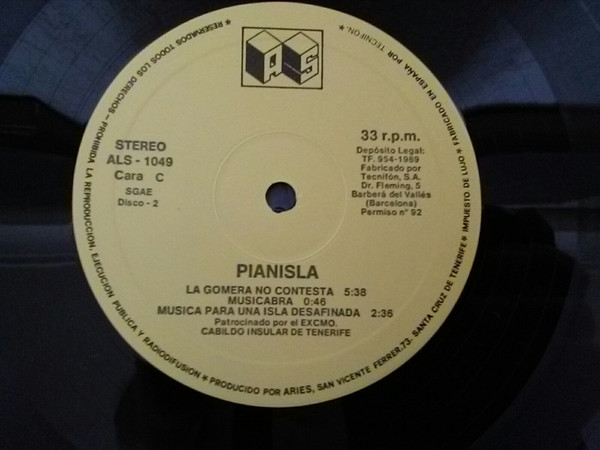 AS
STEREO
ALS - 1049
Cara C
SGAE
Disco - 2
33 r.p.m.
Depósito Legal:
TF. 954-1989
Fabricado por
Tecnifón, S.A.
Dr. Fleming, 5
Barberá del Vallés
(Barcelona)
Permiso nº 92
PIANISLA
LA GOMERA NO CONTESTA 5:38
MUSICABRA 0:46
MUSICA PARA UNA ISLA DESAFINADA 2:36
Patrocinado por el EXCMO.
CABILDO INSULAR DE TENERIFE
* RESERVADOS TODOS LOS DERECHOS - PROHIBIDA LA REPRODUCCION, EJECUCION PUBLICA Y RADIODIFUSION * PRODUCIDO POR ARIES, SAN VICENTE FERRER, 73. SANTA CRUZ DE TENERIFE * IMPUESTO DE LUJO * FABRICADO EN ESPAÑA POR TECNIFON.